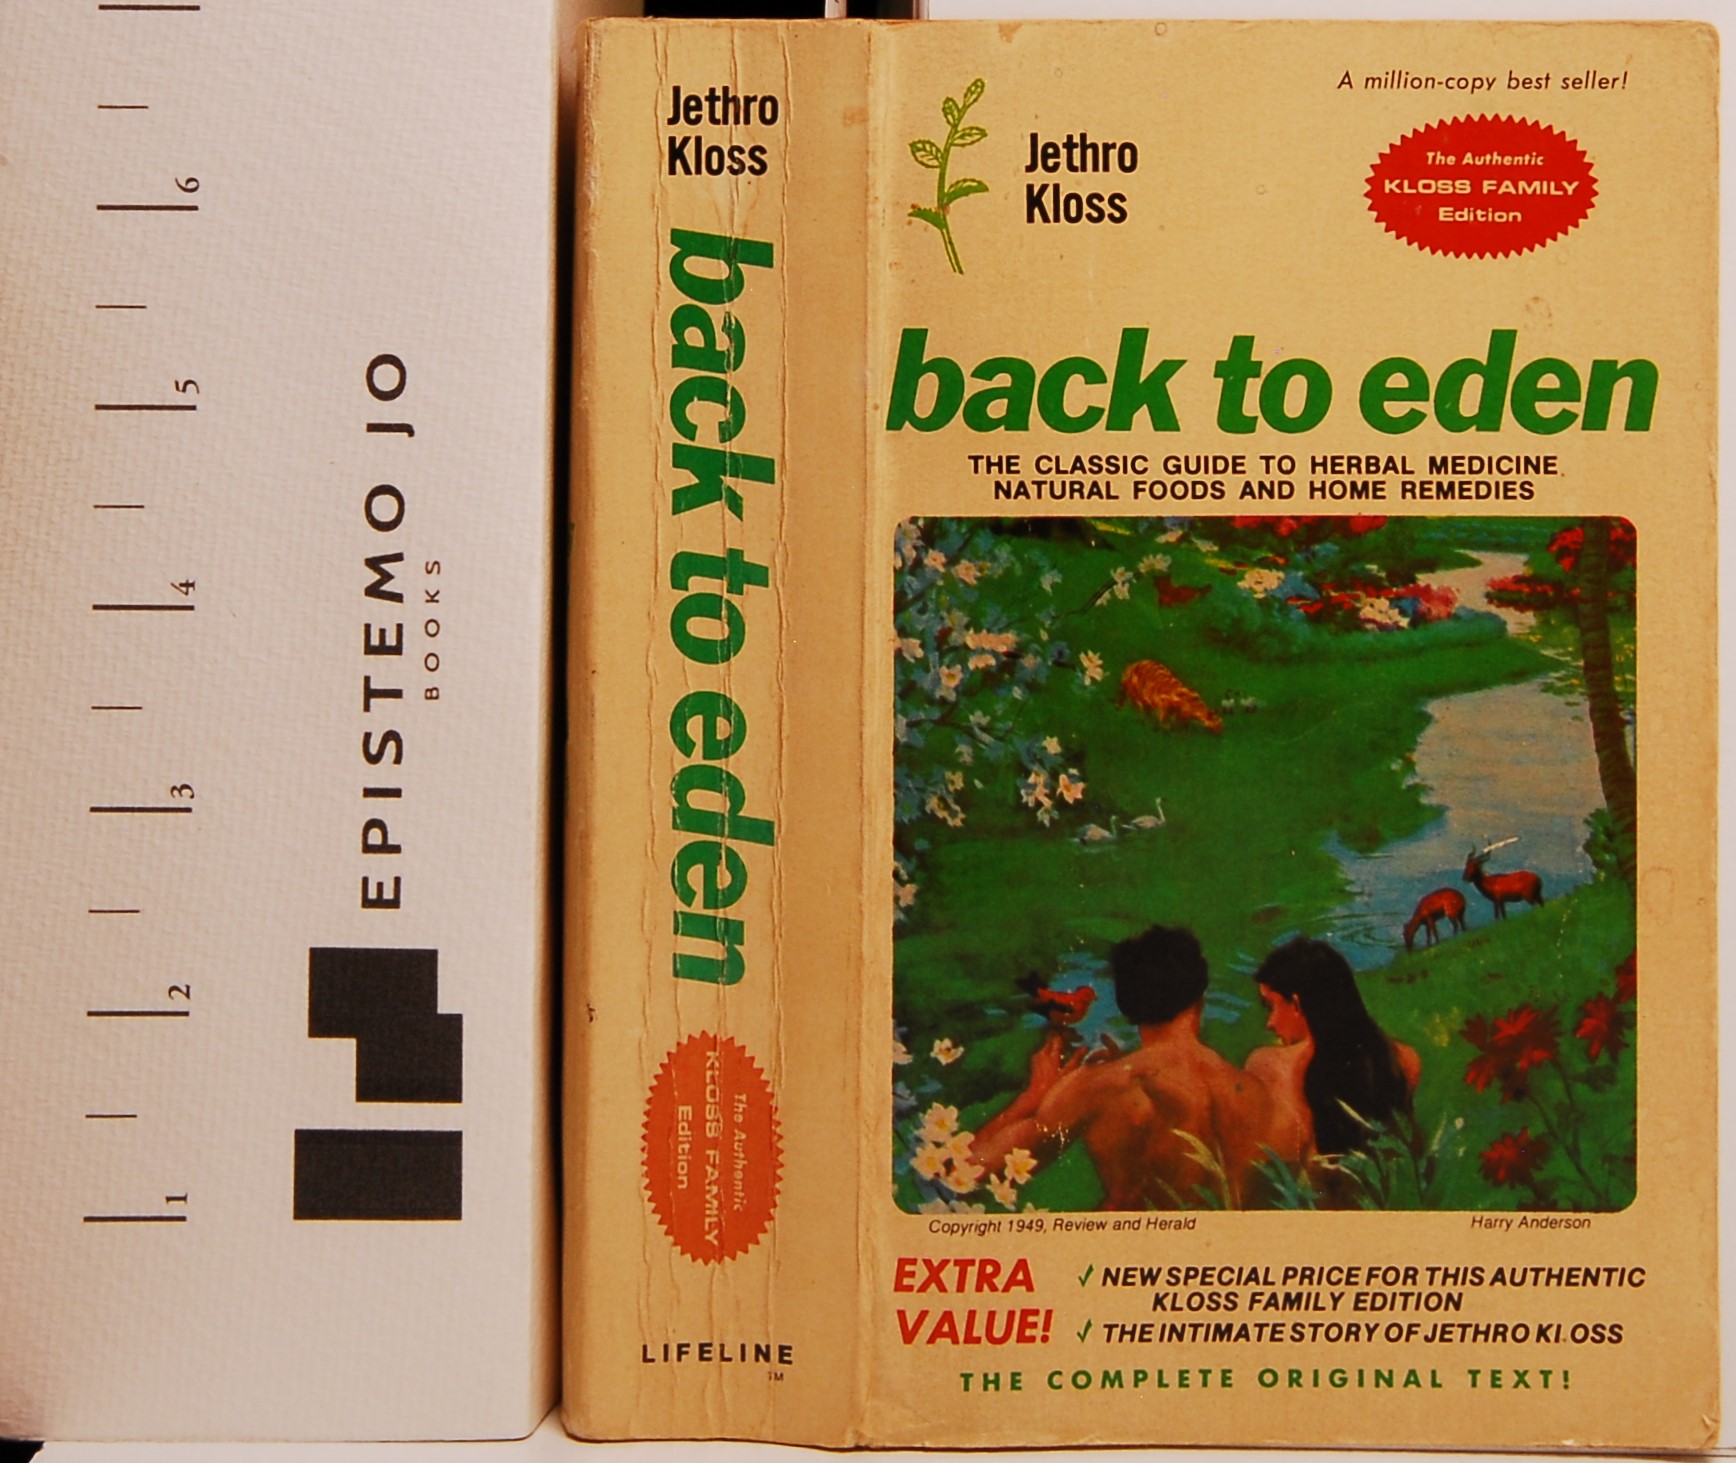 6
5
4
3
2
1
EPISTEMO JO
BOOKS
Jethro
Kloss
back to eden
The Authentic
KLOSS FAMILY
Edition
LIFELINE
TM
A million-copy best seller!
Jethro
Kloss
The Authentic
KLOSS FAMILY
Edition
back to eden
THE CLASSIC GUIDE TO HERBAL MEDICINE,
NATURAL FOODS AND HOME REMEDIES
Copyright 1949, Review and Herald
Harry Anderson
EXTRA
VALUE!
✓ NEW SPECIAL PRICE FOR THIS AUTHENTIC
KLOSS FAMILY EDITION
✓ THE INTIMATE STORY OF JETHRO KLOSS
THE COMPLETE ORIGINAL TEXT!